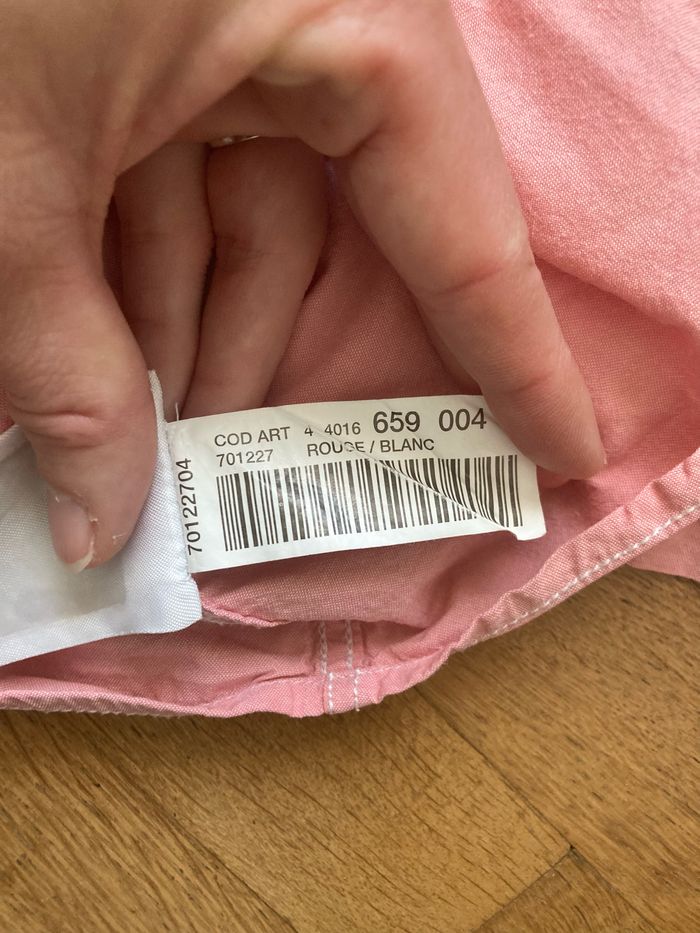 COD ART 4 4016 659 004
701227 ROUGE / BLANC
70122704